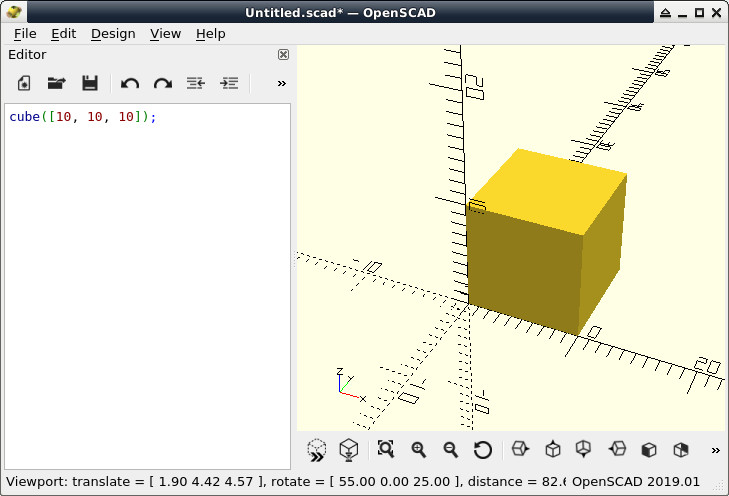 Untitled.scad* — OpenSCAD
File Edit Design View Help
Editor
»
cube([10, 10, 10]);
20
10
10
10
20
-10
-10
Z
Y
X
»
Viewport: translate = [ 1.90 4.42 4.57 ], rotate = [ 55.00 0.00 25.00 ], distance = 82.6 OpenSCAD 2019.01